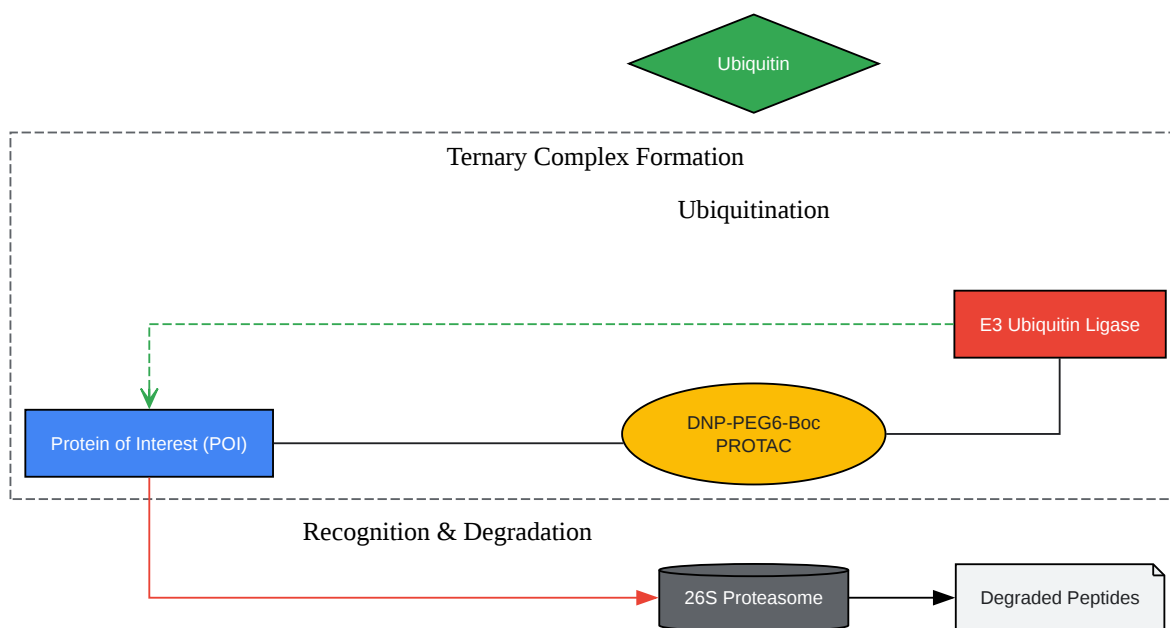 Ubiquitin
Ternary Complex Formation
Ubiquitination
E3 Ubiquitin Ligase
DNP-PEG6-Boc
PROTAC
Protein of Interest (POI)
Recognition & Degradation
26S Proteasome
Degraded Peptides